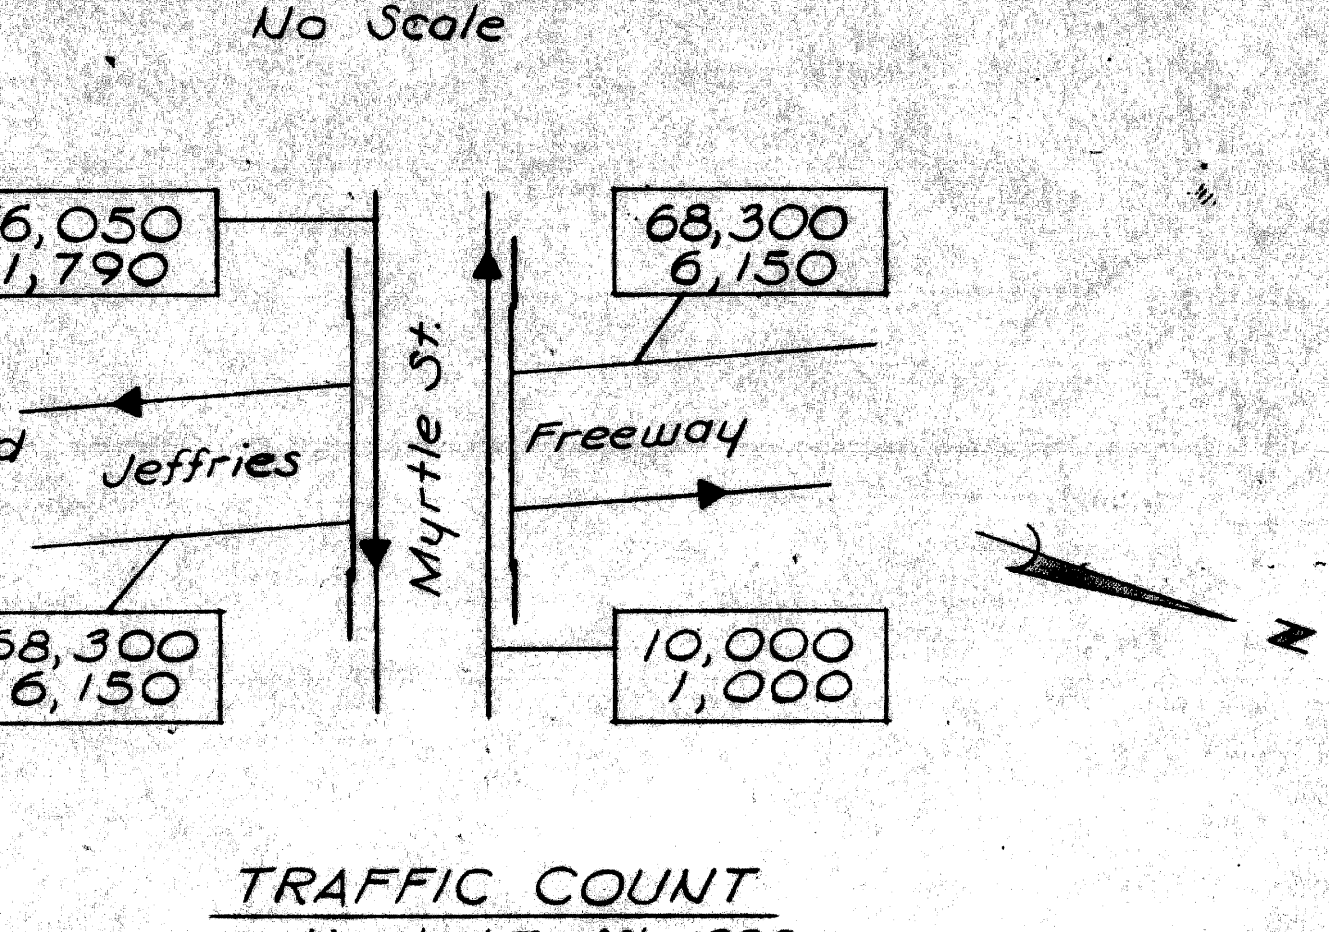 No Scale
6,050
1,790
68,300
6,150
Myrtle St.
Freeway
Jeffries
68,300
6,150
10,000
1,000
N
TRAFFIC COUNT